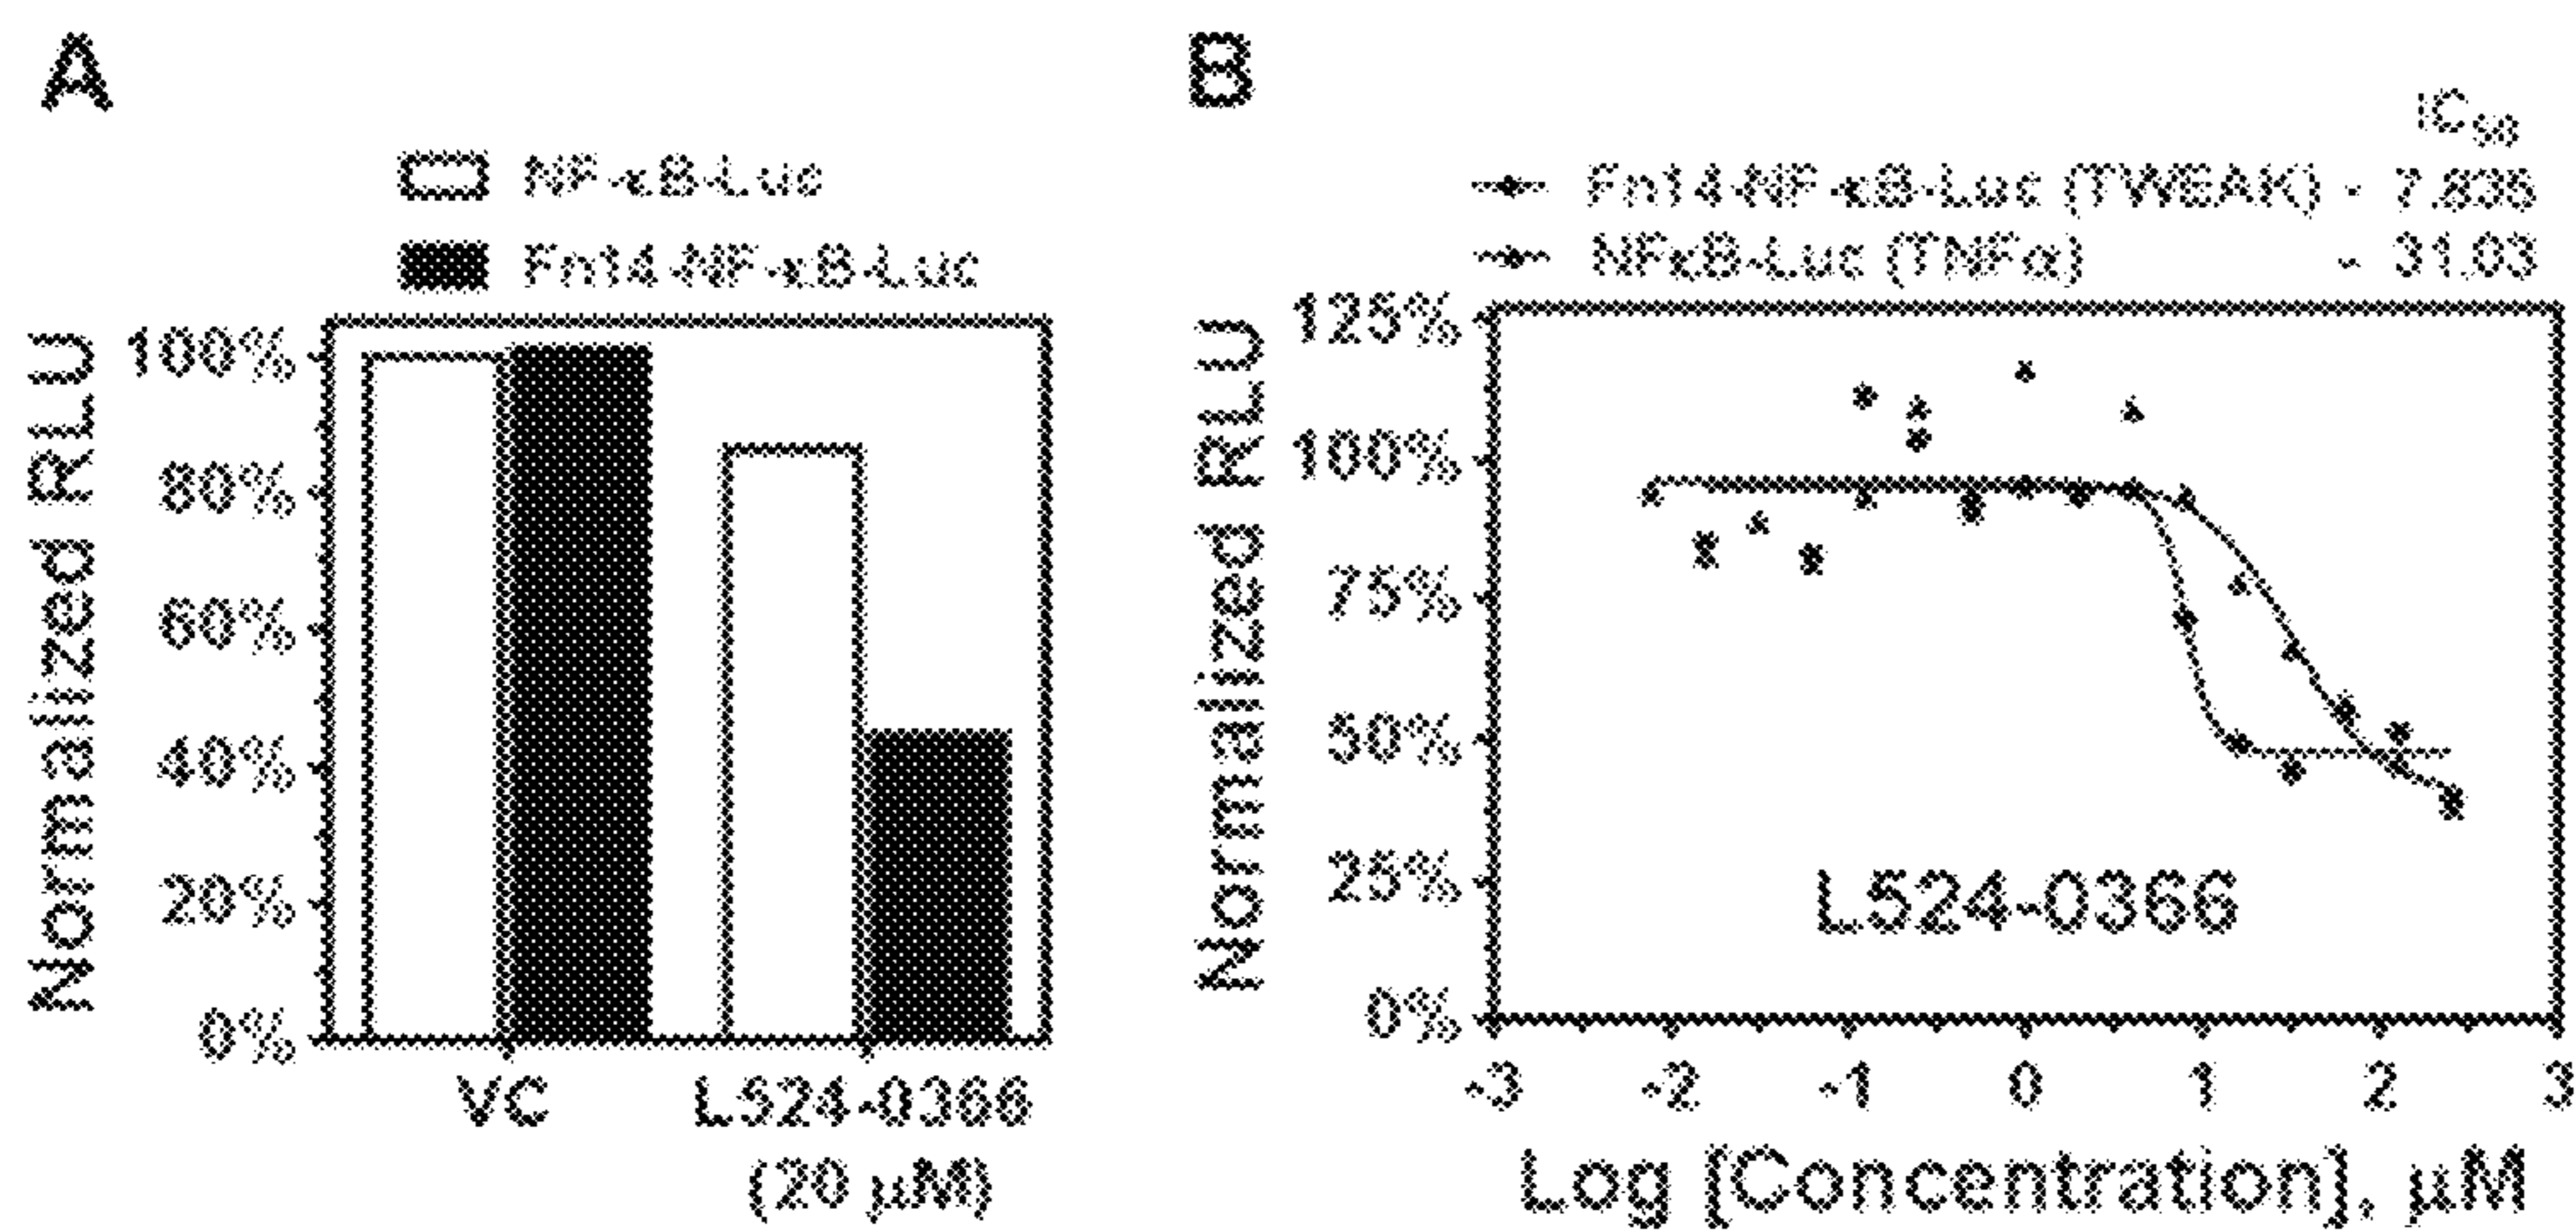 A
NF-κB-Luc
Fn14-NF-κB-Luc
Normalized RLU
100%
80%
60%
40%
20%
0%
VC
L524-0366
(20 μM)
B
IC50
Fn14-NF-κB-Luc (TWEAK) - 7.835
NFκB-Luc (TNFα) - 31.03
Normalized RLU
125%
100%
75%
50%
25%
0%
L524-0366
-3 -2 -1 0 1 2 3
Log [Concentration], μM